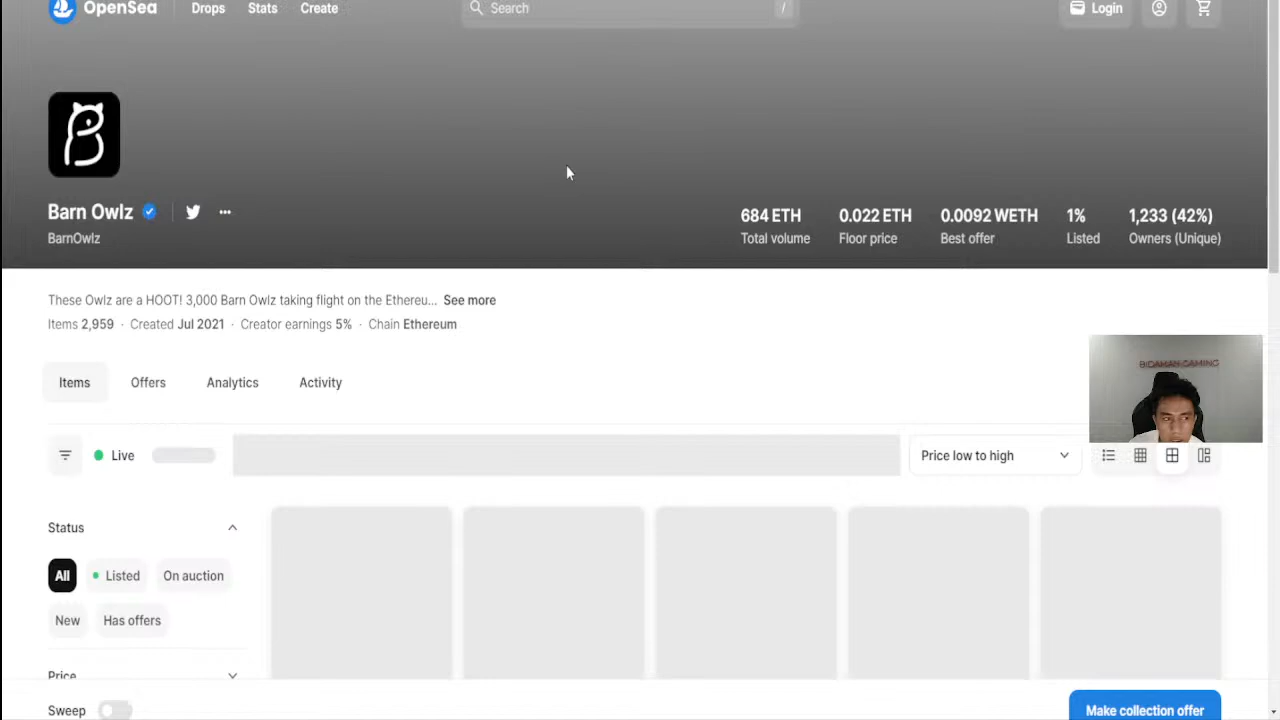 OpenSea Drops Stats Create Search / Login
Barn Owlz
BarnOwlz
684 ETH 0.022 ETH 0.0092 WETH 1% 1,233 (42%)
Total volume Floor price Best offer Listed Owners (Unique)
These Owlz are a HOOT! 3,000 Barn Owlz taking flight on the Ethereu... See more
Items 2,959 · Created Jul 2021 · Creator earnings 5% · Chain Ethereum
BIDAHAN GAMING
Items Offers Analytics Activity
Live Price low to high
Status
All Listed On auction
New Has offers
Price
Sweep Make collection offer